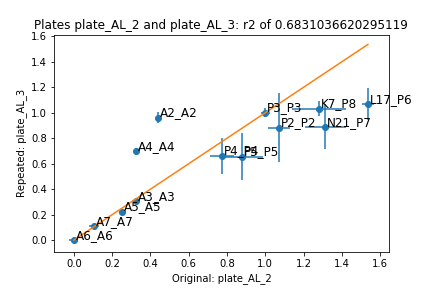 Plates plate_AL_2 and plate_AL_3: r2 of 0.6831036620295119
Repeated: plate_AL_3
1.6
1.4
1.2
1.0
0.8
0.6
0.4
0.2
0.0
L17_P6
K7_P8
P3_P3
A2_A2
P2_P2
N21_P7
A4_A4
P4_P4
P5_P5
A3_A3
A5_A5
A7_A7
A6_A6
0.0 0.2 0.4 0.6 0.8 1.0 1.2 1.4 1.6
Original: plate_AL_2